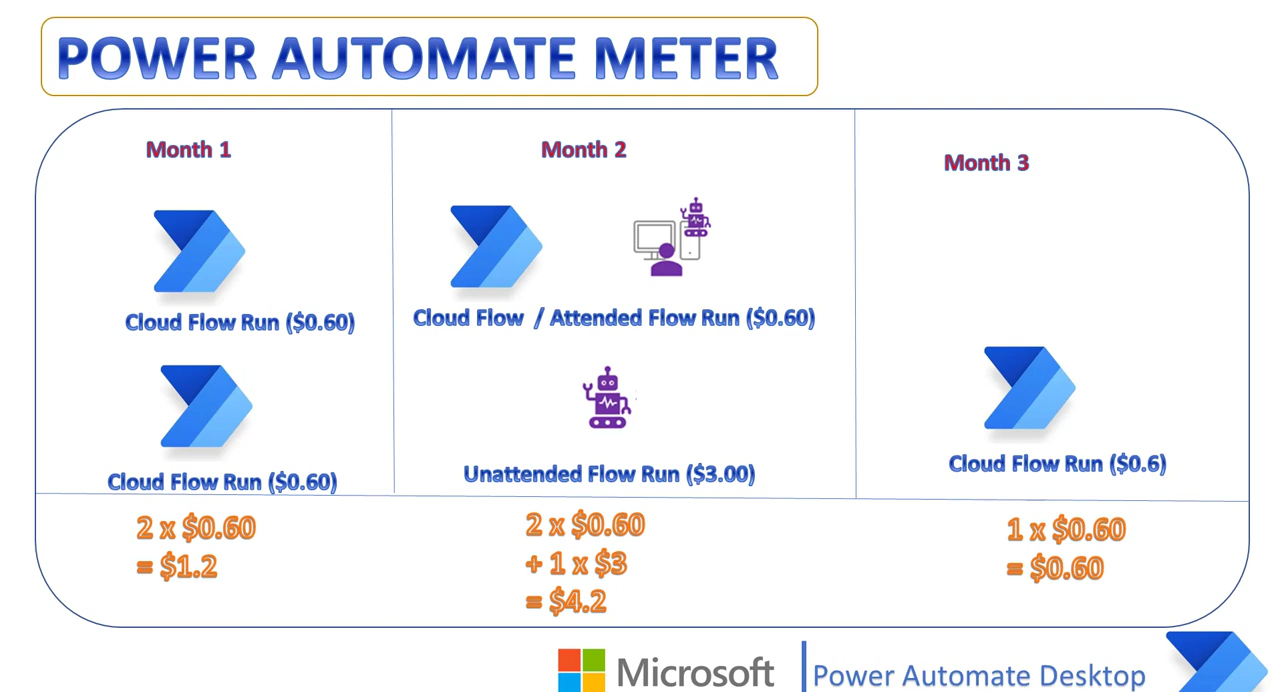 POWER AUTOMATE METER
Month 1
Cloud Flow Run ($0.60)
Cloud Flow Run ($0.60)
2 x $0.60
= $1.2
Month 2
Cloud Flow / Attended Flow Run ($0.60)
Unattended Flow Run ($3.00)
2 x $0.60
+ 1 x $3
= $4.2
Month 3
Cloud Flow Run ($0.6)
1 x $0.60
= $0.60
Microsoft
Power Automate Desktop